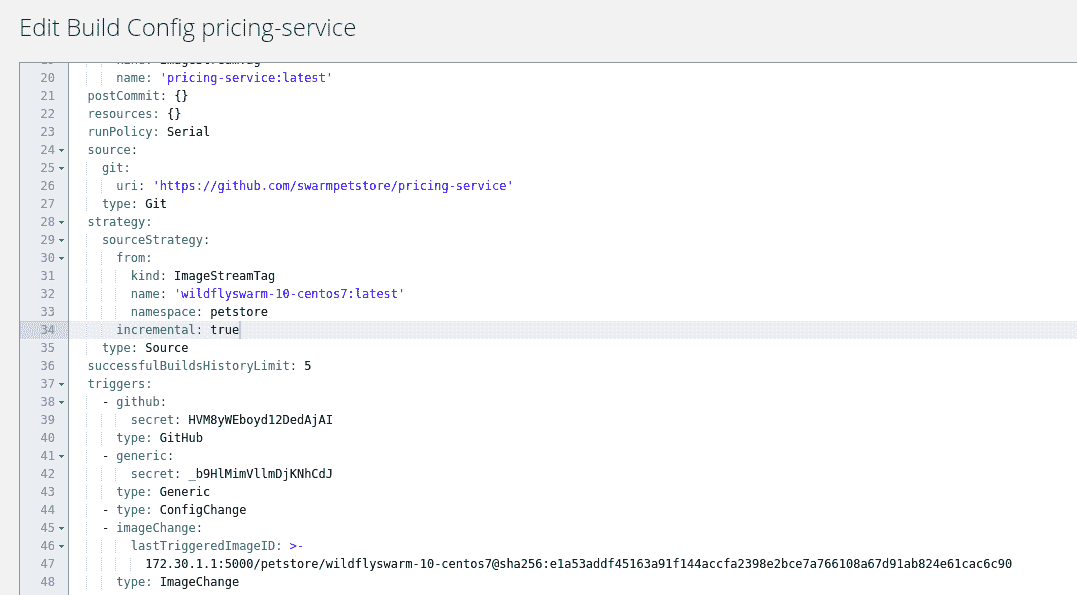 Edit Build Config pricing-service
20 name: 'pricing-service:latest'
21 postCommit: {}
22 resources: {}
23 runPolicy: Serial
24 source:
25 git:
26 uri: 'https://github.com/swarmpetstore/pricing-service'
27 type: Git
28 strategy:
29 sourceStrategy:
30 from:
31 kind: ImageStreamTag
32 name: 'wildflyswarm-10-centos7:latest'
33 namespace: petstore
34 incremental: true
35 type: Source
36 successfulBuildsHistoryLimit: 5
37 triggers:
38 - github:
39 secret: HVM8yWEboyd12DedAjAI
40 type: GitHub
41 - generic:
42 secret: _b9HlMimVllmDjKNhCdJ
43 type: Generic
44 - type: ConfigChange
45 - imageChange:
46 lastTriggeredImageID: >-
47 172.30.1.1:5000/petstore/wildflyswarm-10-centos7@sha256:e1a53addf45163a91f144accfa2398e2bce7a766108a67d91ab824e61cac6c90
48 type: ImageChange